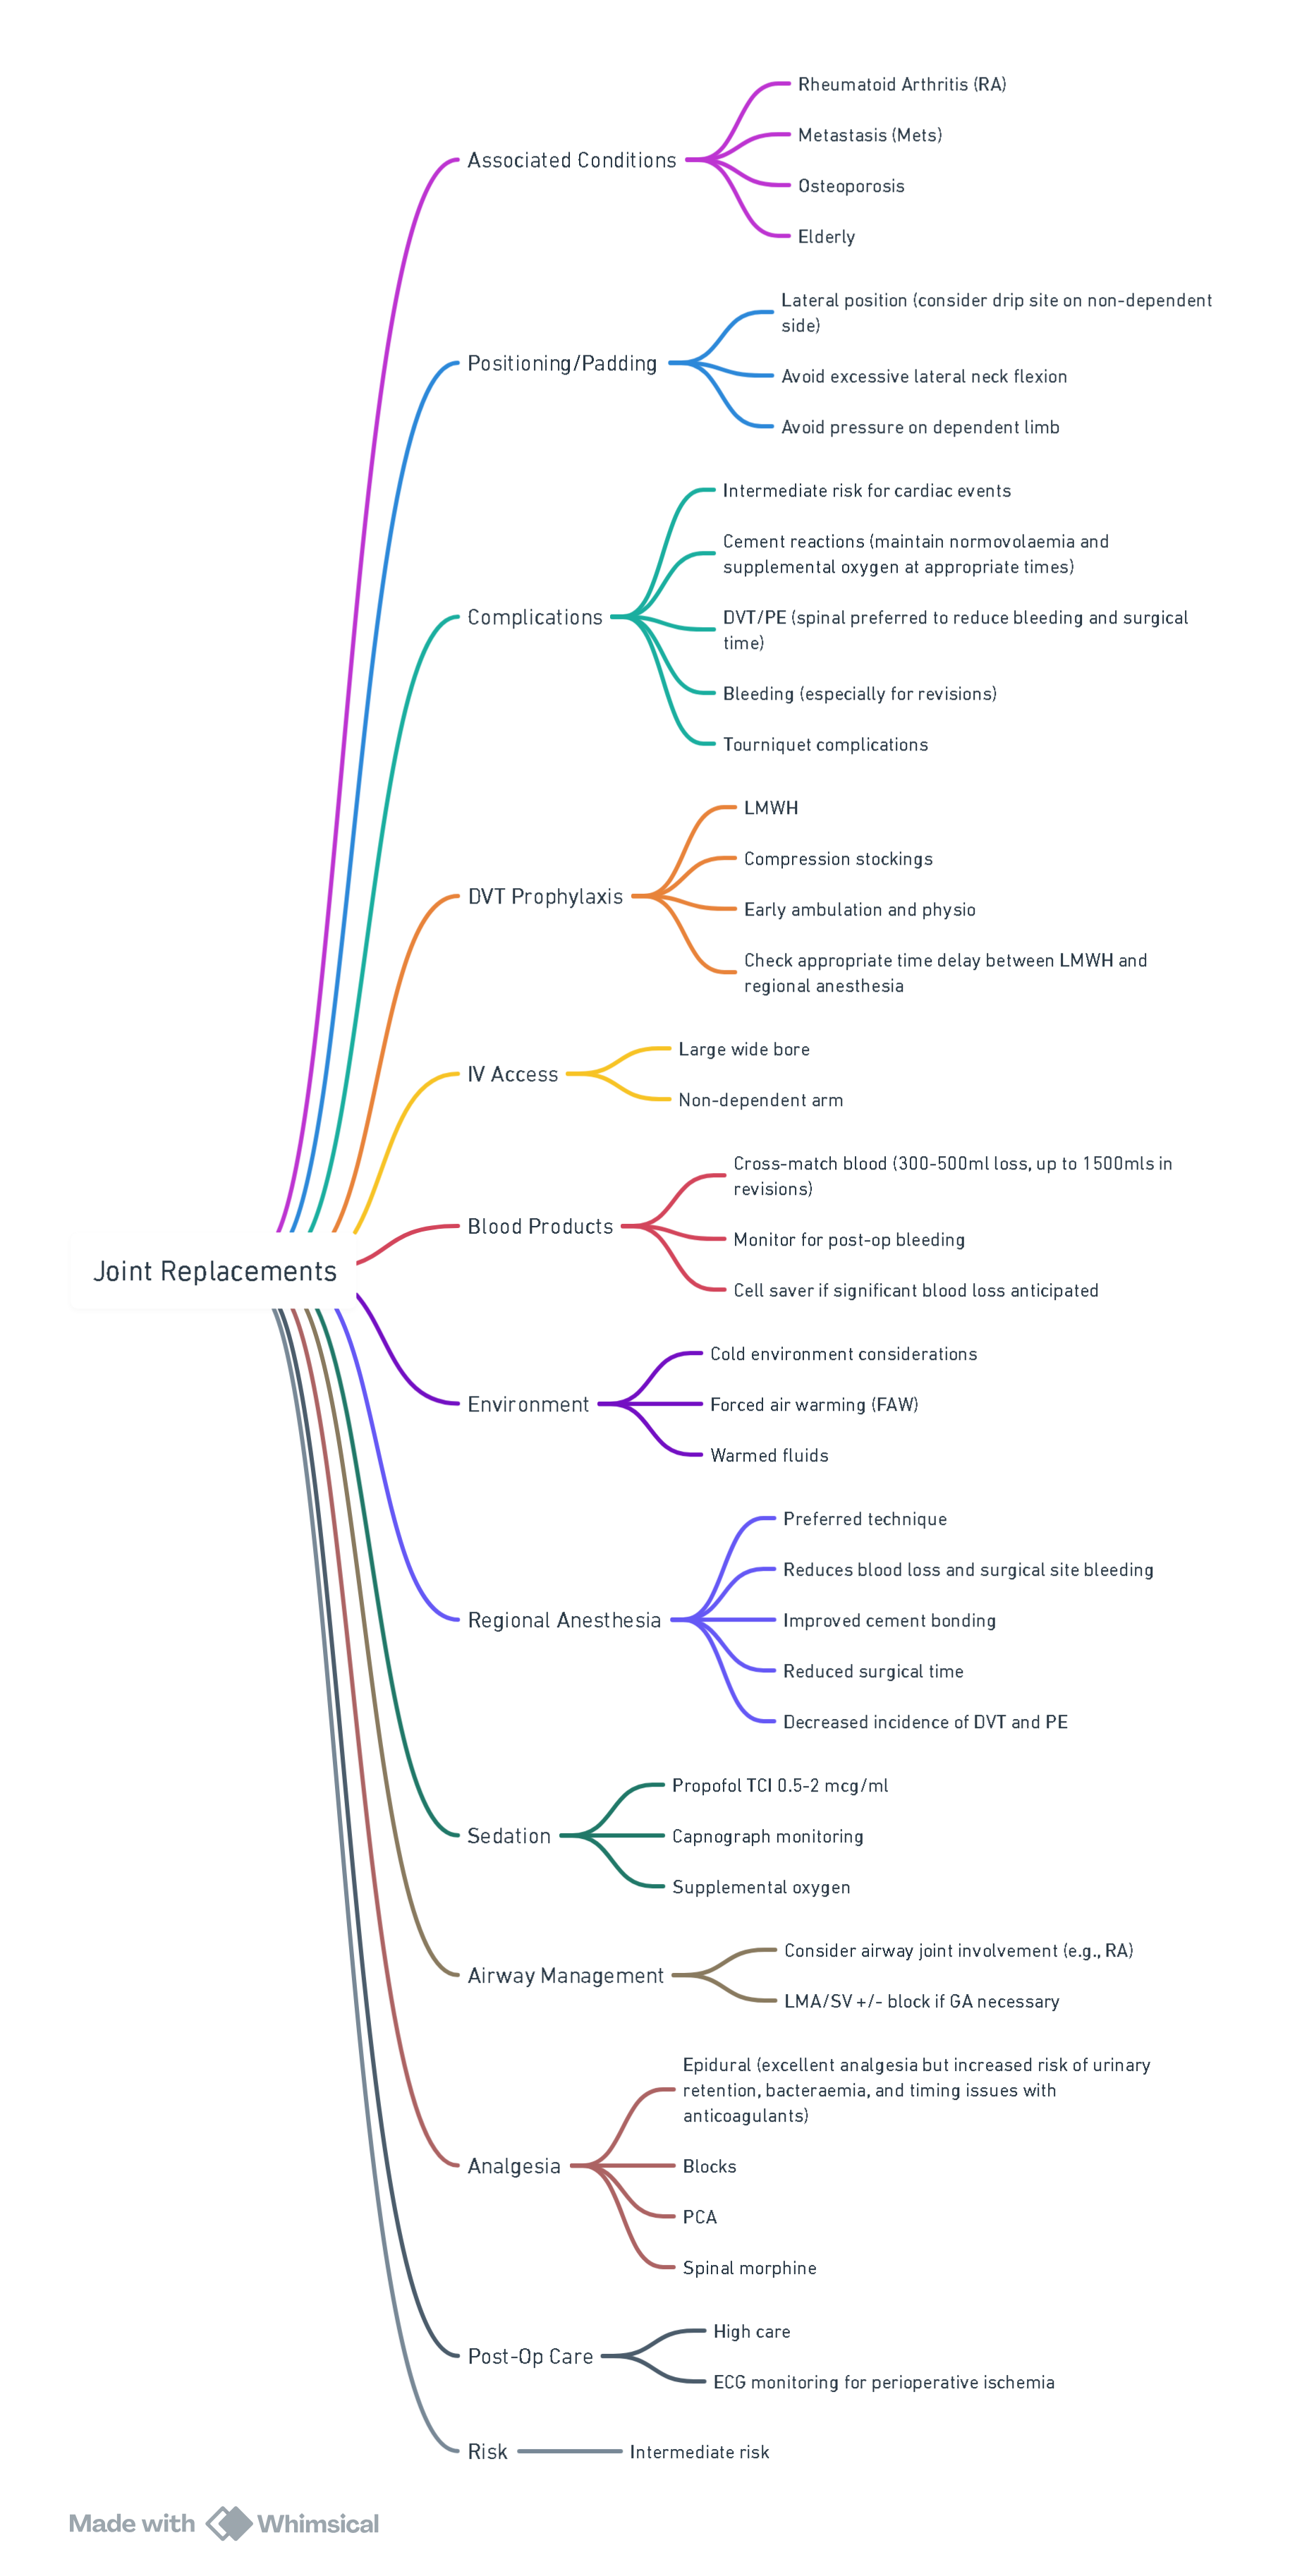 Rheumatoid Arthritis (RA)
Metastasis (Mets)
Associated Conditions
Osteoporosis
Elderly
Lateral position (consider drip site on non-dependent
side)
Positioning/Padding
Avoid excessive lateral neck flexion
Avoid pressure on dependent limb
Intermediate risk for cardiac events
Cement reactions (maintain normovolaemia and
supplemental oxygen at appropriate times)
Complications
DVT/PE (spinal preferred to reduce bleeding and surgical
time)
Bleeding (especially for revisions)
Tourniquet complications
LMWH
Compression stockings
DVT Prophylaxis
Early ambulation and physio
Check appropriate time delay between LMWH and
regional anesthesia
Large wide bore
IV Access
Non-dependent arm
Cross-match blood (300-500ml loss, up to 1500mls in
revisions)
Blood Products
Monitor for post-op bleeding
Cell saver if significant blood loss anticipated
Joint Replacements
Cold environment considerations
Environment
Forced air warming (FAW)
Warmed fluids
Preferred technique
Reduces blood loss and surgical site bleeding
Regional Anesthesia
Improved cement bonding
Reduced surgical time
Decreased incidence of DVT and PE
Propofol TCI 0.5-2 mcg/ml
Sedation
Capnograph monitoring
Supplemental oxygen
Consider airway joint involvement (e.g., RA)
Airway Management
LMA/SV +/- block if GA necessary
Epidural (excellent analgesia but increased risk of urinary
retention, bacteraemia, and timing issues with
anticoagulants)
Analgesia
Blocks
PCA
Spinal morphine
High care
Post-Op Care
ECG monitoring for perioperative ischemia
Risk
Intermediate risk
Made with Whimsical